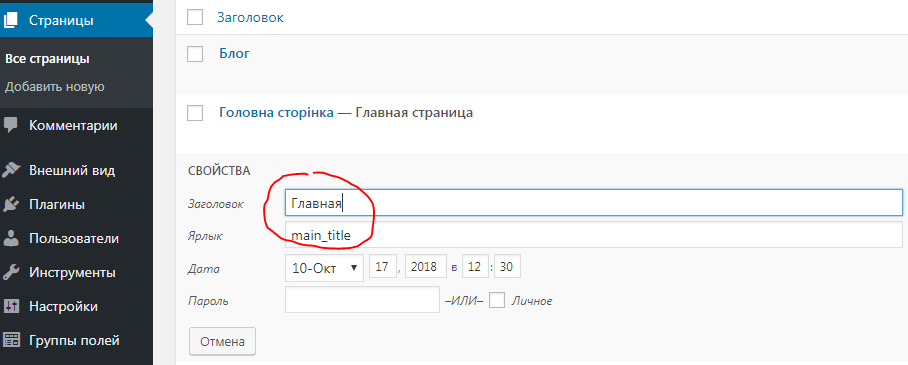 Страницы
Все страницы
Добавить новую
Комментарии
Внешний вид
Плагины
Пользователи
Инструменты
Настройки
Группы полей
Заголовок
Блог
Головна сторінка — Главная страница
СВОЙСТВА
Заголовок Главная
Ярлык main_title
Дата 10-Окт 17 , 2018 в 12 : 30
Пароль –ИЛИ– Личное
Отмена